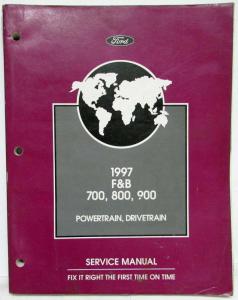 Ford
1997
F&B
700, 800, 900
POWERTRAIN, DRIVETRAIN
SERVICE MANUAL
FIX IT RIGHT THE FIRST TIME ON TIME